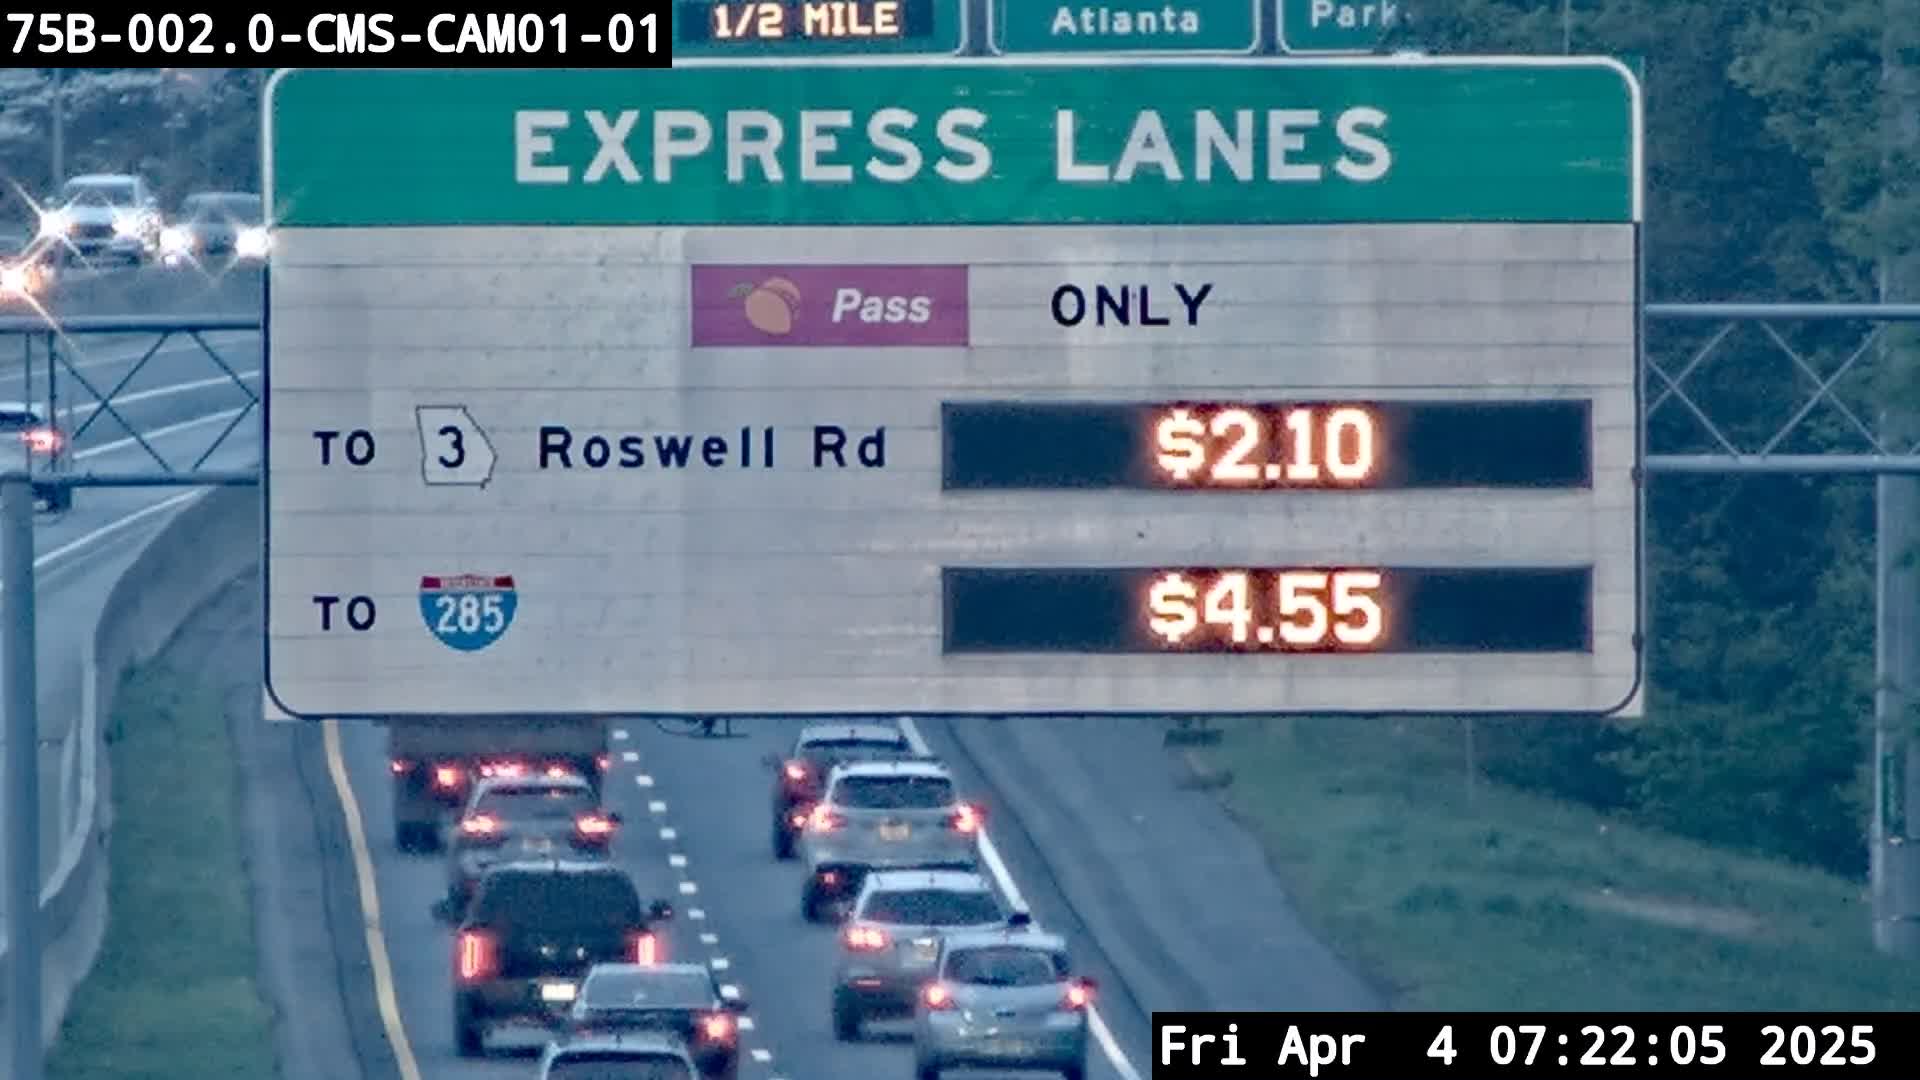 75B-002.0-CMS-CAM01-01
1/2 MILE
Atlanta
Park
EXPRESS LANES
Pass ONLY
TO 3 Roswell Rd $2.10
TO 285 $4.55
Fri Apr 4 07:22:05 2025